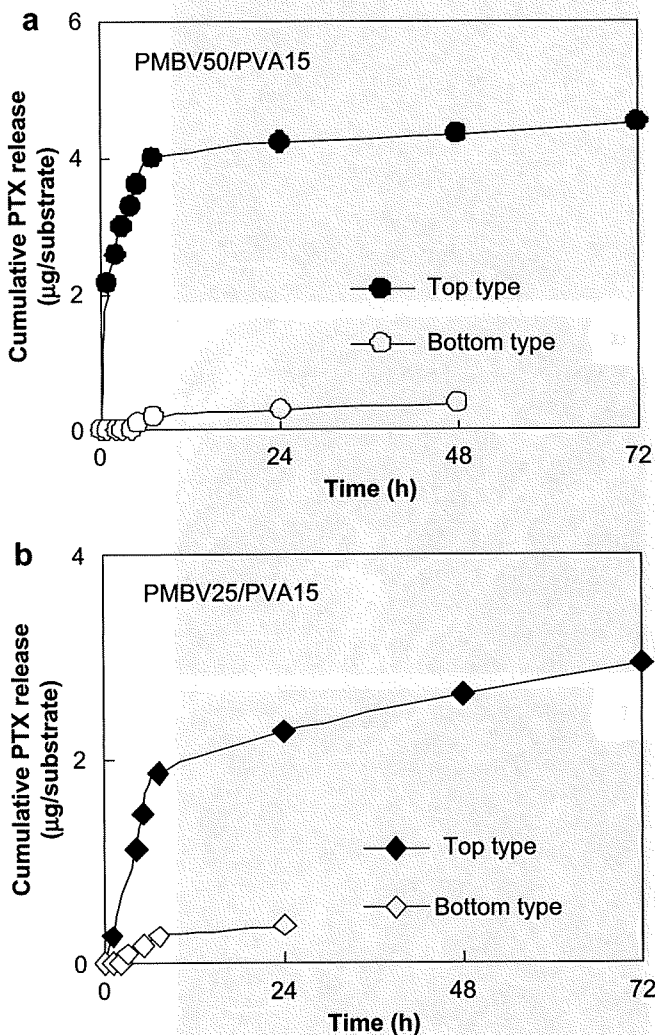 a
6
PMBV50/PVA15
4
2
0
Cumulative PTX release
(µg/substrate)
Top type
Bottom type
0 24 48 72
Time (h)
b
4
PMBV25/PVA15
2
0
Cumulative PTX release
(µg/substrate)
Top type
Bottom type
0 24 48 72
Time (h)